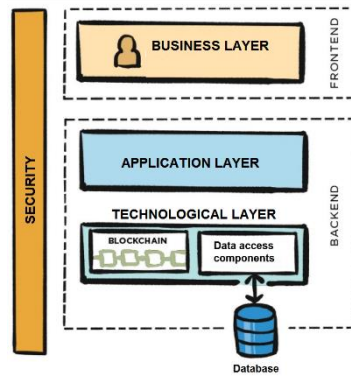 SECURITY
BUSINESS LAYER
FRONTEND
APPLICATION LAYER
TECHNOLOGICAL LAYER
BLOCKCHAIN
Data access
components
BACKEND
Database